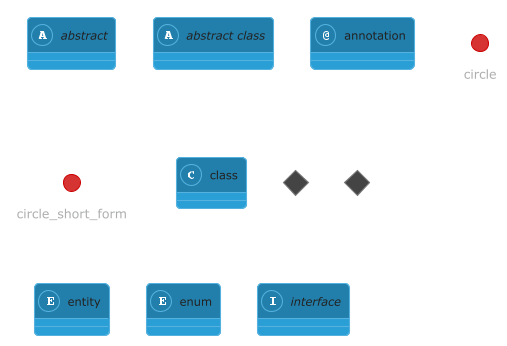 A abstract
A abstract class
@ annotation
circle
circle_short_form
C class
E entity
E enum
I interface